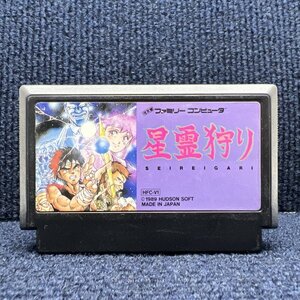 ファミリーコンピュータ
星霊狩り
SEIREIGARI
HFC-V1
©1989 HUDSON SOFT
MADE IN JAPAN